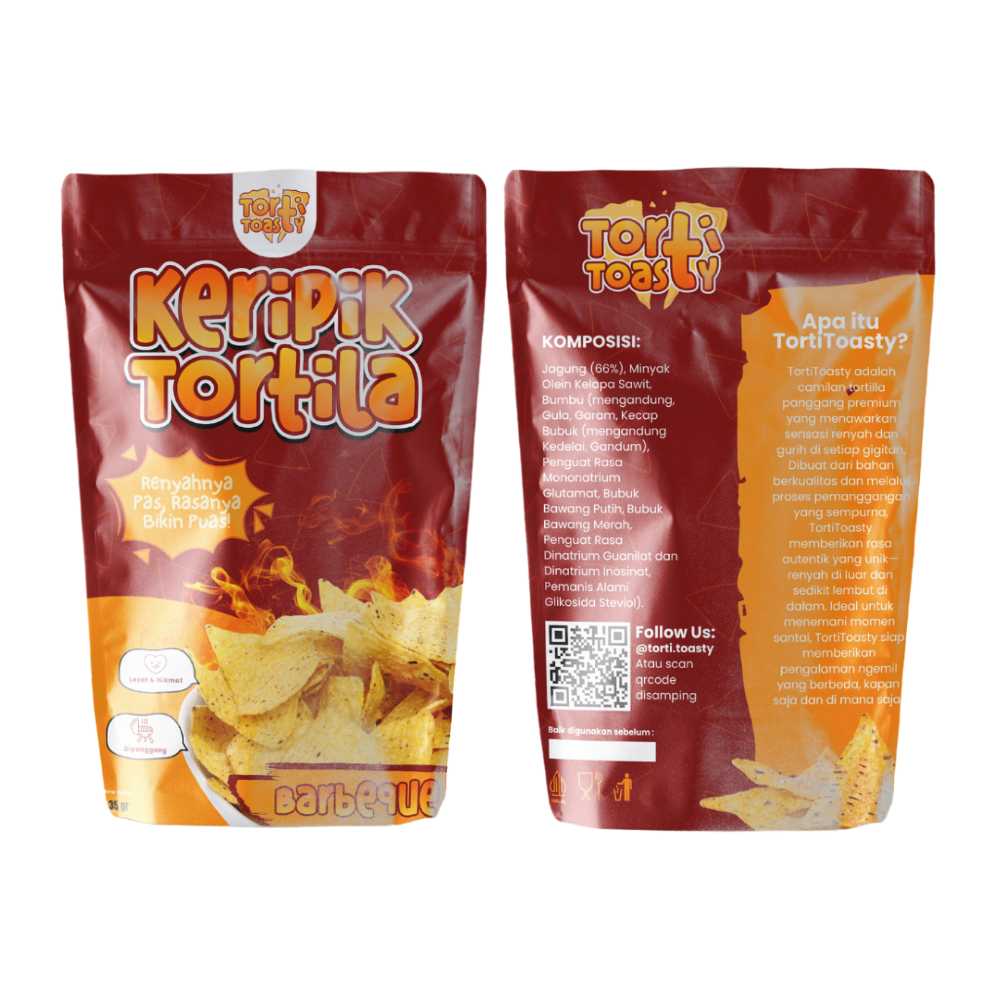 Torti
Toasty
Keripik
Tortila
Renyahnya
Pas, Rasanya
Bikin Puas!
Lezat & Nikmat
Dipanggang
35 gr
Barbeque
Torti
Toasty
KOMPOSISI:
Jagung (66%), Minyak
Olein Kelapa Sawit,
Bumbu (mengandung,
Gula, Garam, Kecap
Bubuk (mengandung
Kedelai, Gandum),
Penguat Rasa
Mononatrium
Glutamat, Bubuk
Bawang Putih, Bubuk
Bawang Merah,
Penguat Rasa
Dinatrium Guanilat dan
Dinatrium Inosinat,
Pemanis Alami
Glikosida Steviol).
Follow Us:
@torti.toasty
Atau scan
qrcode
disamping
Baik digunakan sebelum :
Apa itu
TortiToasty?
TortiToasty adalah
camilan tortilla
panggang premium
yang menawarkan
sensasi renyah dan
gurih di setiap gigitan.
Dibuat dari bahan
berkualitas dan melalui
proses pemanggangan
yang sempurna,
TortiToasty
memberikan rasa
autentik yang unik—
renyah di luar dan
sedikit lembut di
dalam. Ideal untuk
menemani momen
santai, TortiToasty siap
memberikan
pengalaman ngemil
yang berbeda, kapan
saja dan di mana saja